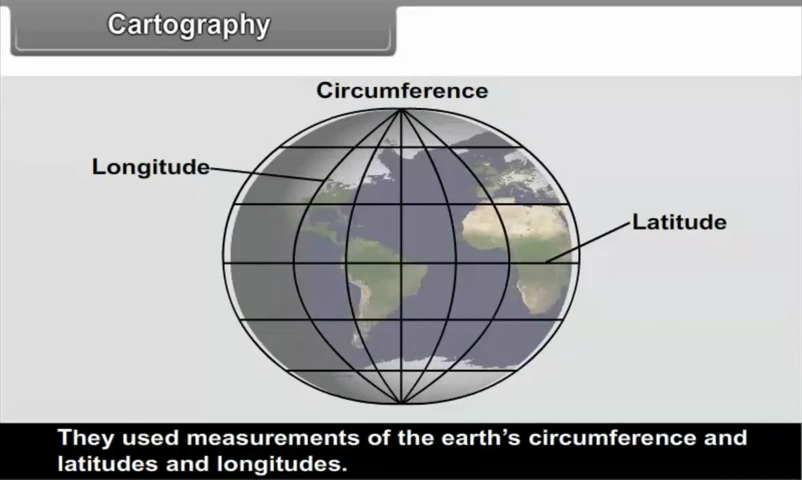 Cartography
Circumference
Longitude
Latitude
They used measurements of the earth's circumference and
latitudes and longitudes.